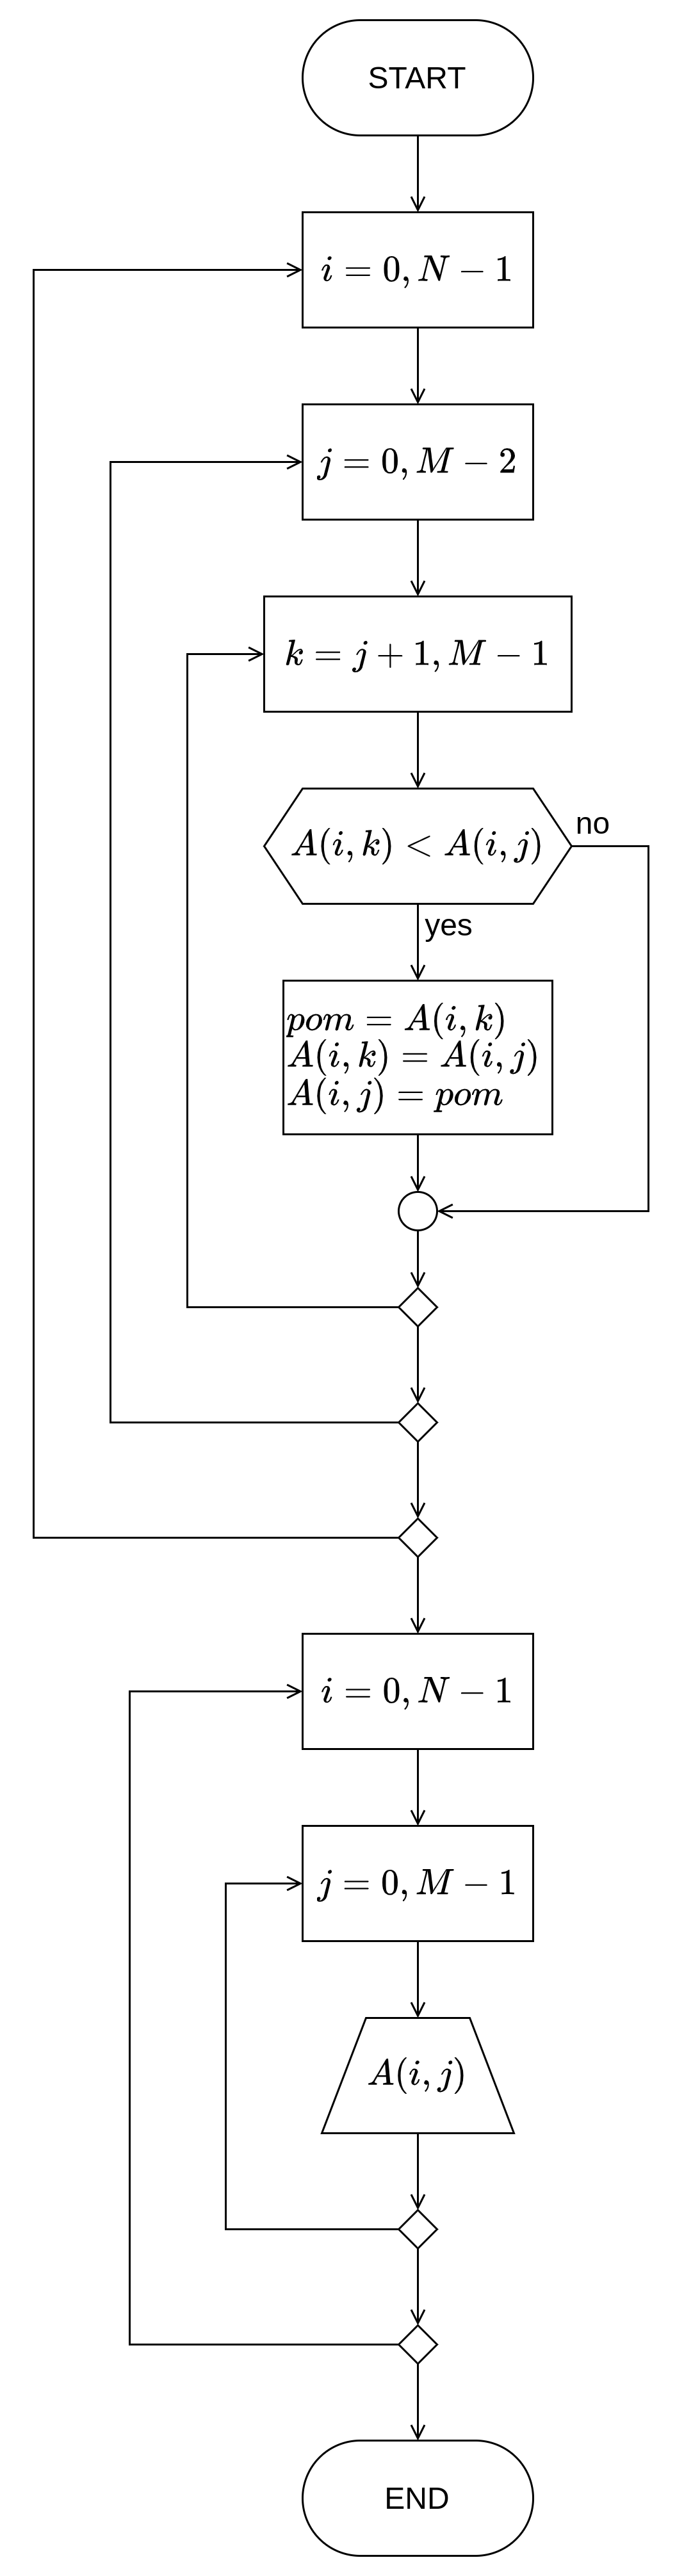 START
i = 0, N − 1
j = 0, M − 2
k = j + 1, M − 1
A(i, k) < A(i, j)
no
yes
pom = A(i, k)
A(i, k) = A(i, j)
A(i, j) = pom
i = 0, N − 1
j = 0, M − 1
A(i, j)
END